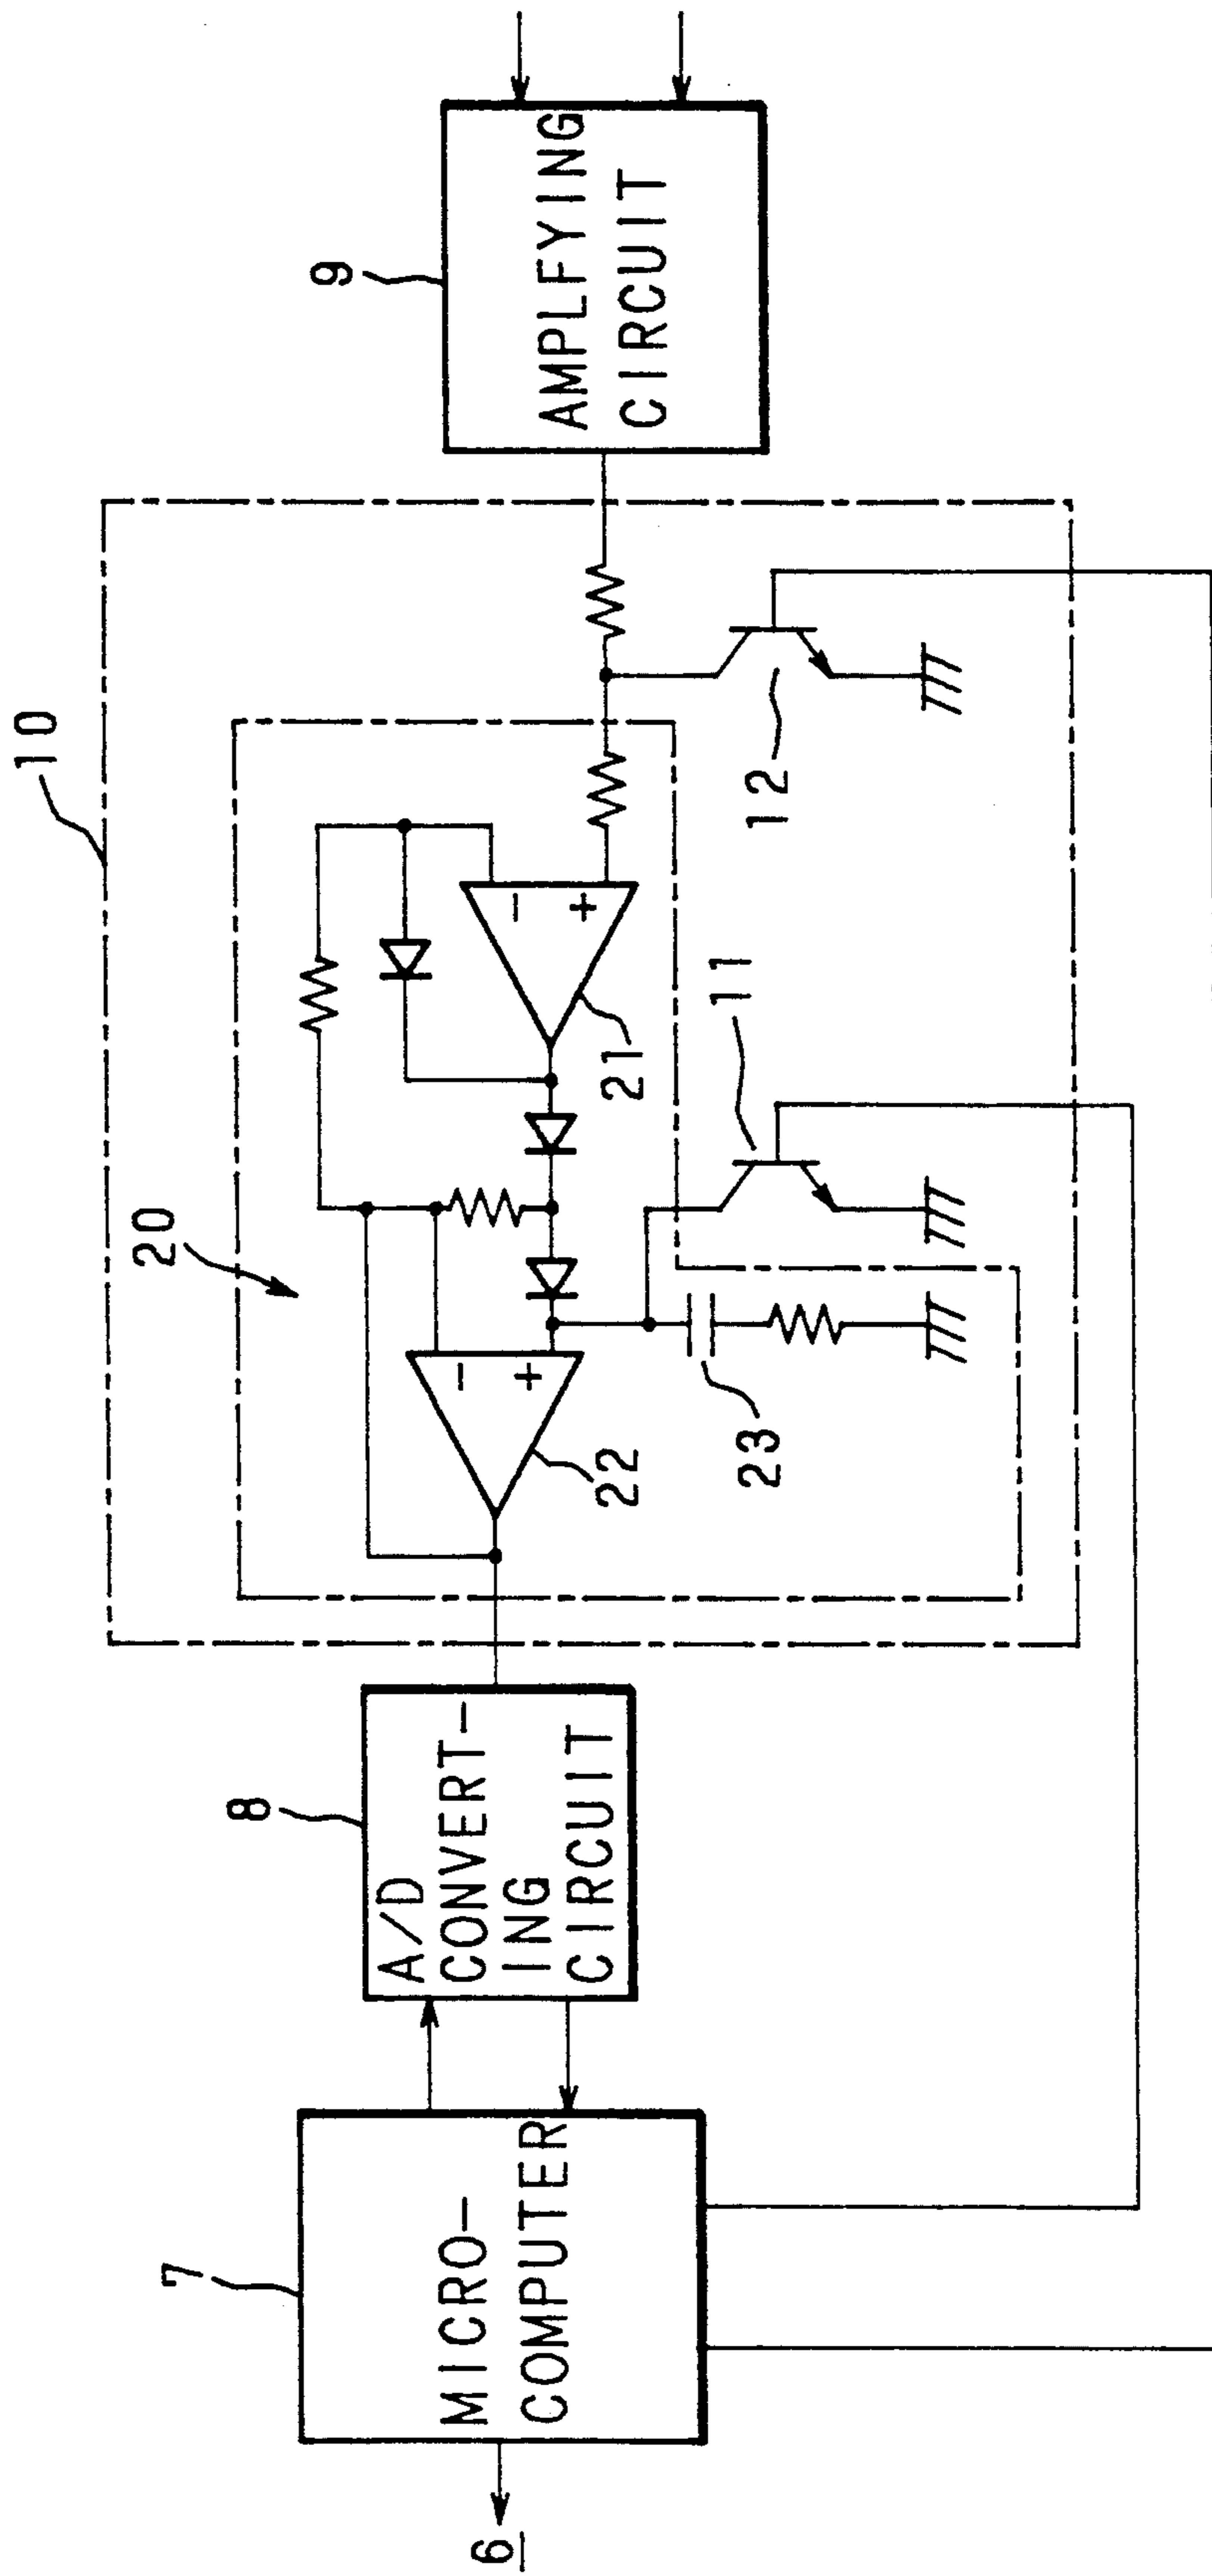 10
9
AMPLFYING
CIRCUIT
20
−
+
21
12
11
−
+
22
23
8
A/D
CONVERT-
ING
CIRCUIT
7
MICRO-
COMPUTER
6